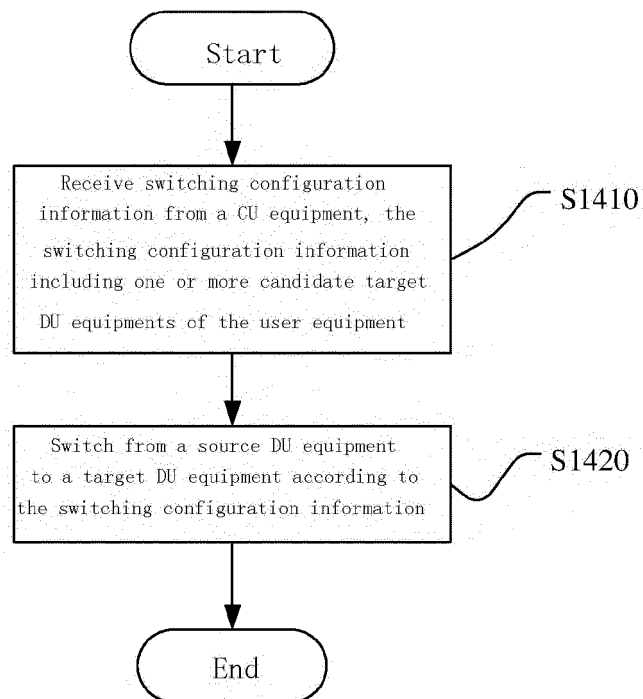 Start
Receive switching configuration
information from a CU equipment, the
switching configuration information
including one or more candidate target
DU equipments of the user equipment
S1410
Switch from a source DU equipment
to a target DU equipment according to
the switching configuration information
S1420
End